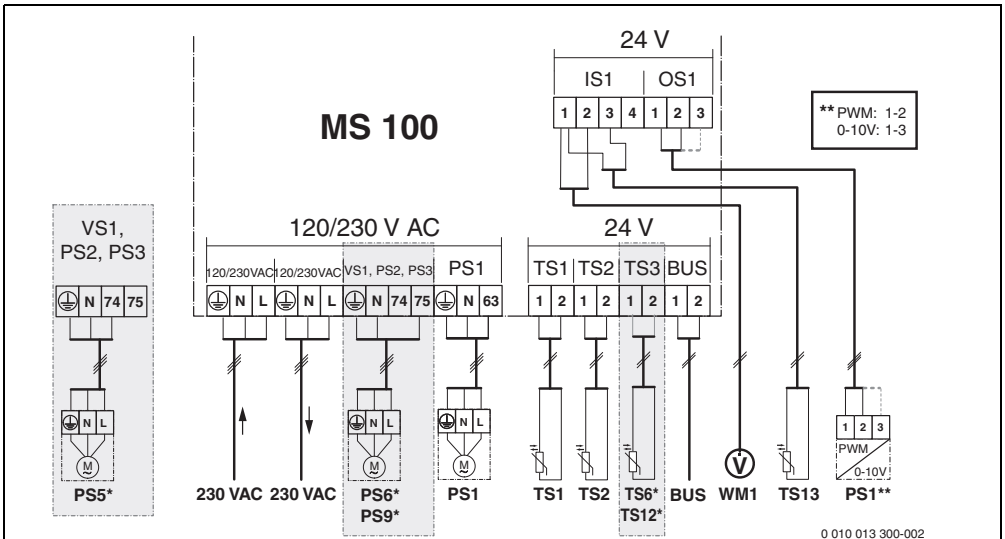 24 V
IS1 OS1
1 2 3 4 1 2 3
** PWM: 1-2
0-10V: 1-3
MS 100
VS1,
PS2, PS3
N 74 75
N L
M
~
PS5*
120/230 V AC
120/230VAC 120/230VAC VS1, PS2, PS3 PS1
N L N L N 74 75 N 63
24 V
TS1 TS2 TS3 BUS
1 2 1 2 1 2 1 2
N L N L
M M
~ ~
V
1 2 3
PWM
0-10V
230 VAC 230 VAC PS6* PS1 TS1 TS2 TS6* BUS WM1 TS13 PS1**
PS9* TS12*
0 010 013 300-002